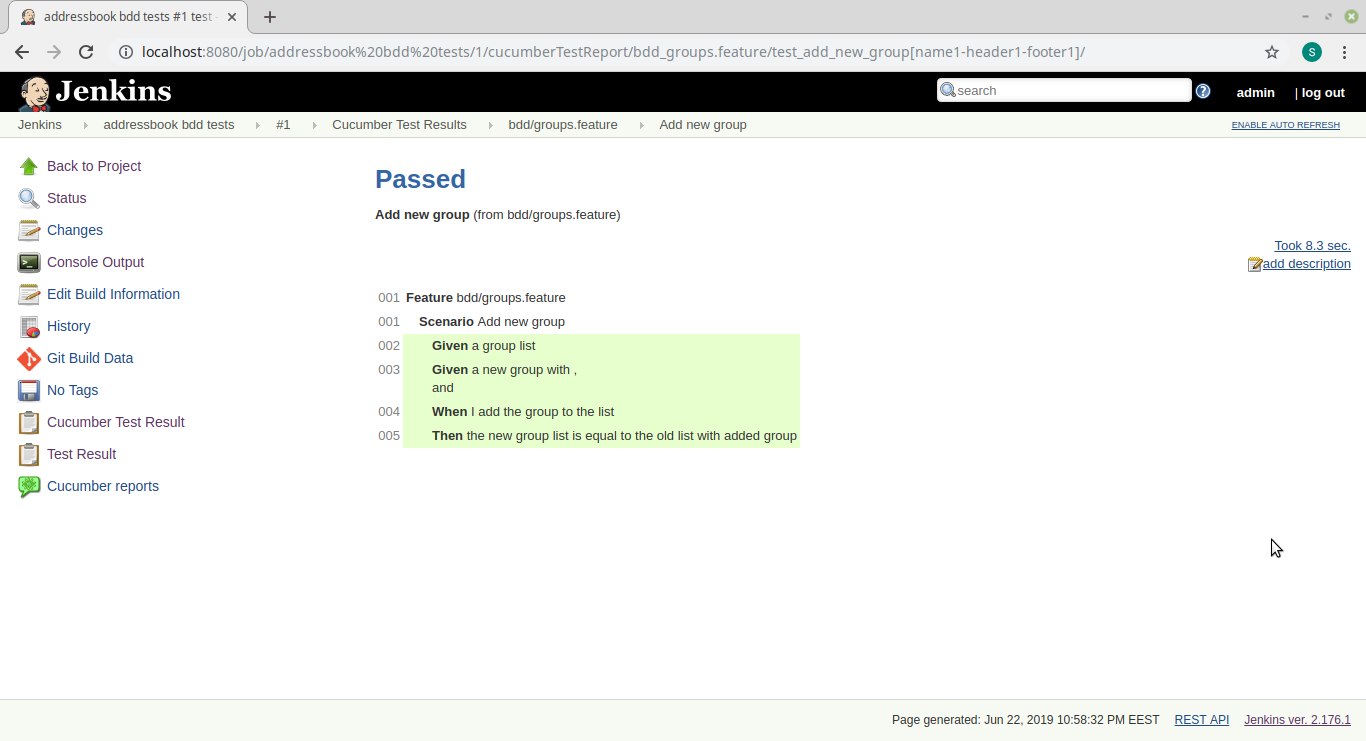 addressbook bdd tests #1 test -
localhost:8080/job/addressbook%20bdd%20tests/1/cucumberTestReport/bdd_groups.feature/test_add_new_group[name1-header1-footer1]/
S
Jenkins
search
?
admin
| log out
Jenkins
addressbook bdd tests
#1
Cucumber Test Results
bdd/groups.feature
Add new group
ENABLE AUTO REFRESH
Back to Project
Status
Changes
Console Output
Edit Build Information
History
Git Build Data
No Tags
Cucumber Test Result
Test Result
Cucumber reports
Passed
Add new group (from bdd/groups.feature)
Took 8.3 sec.
add description
001 Feature bdd/groups.feature
001 Scenario Add new group
002 Given a group list
003 Given a new group with ,
and
004 When I add the group to the list
005 Then the new group list is equal to the old list with added group
Page generated: Jun 22, 2019 10:58:32 PM EEST
REST API
Jenkins ver. 2.176.1